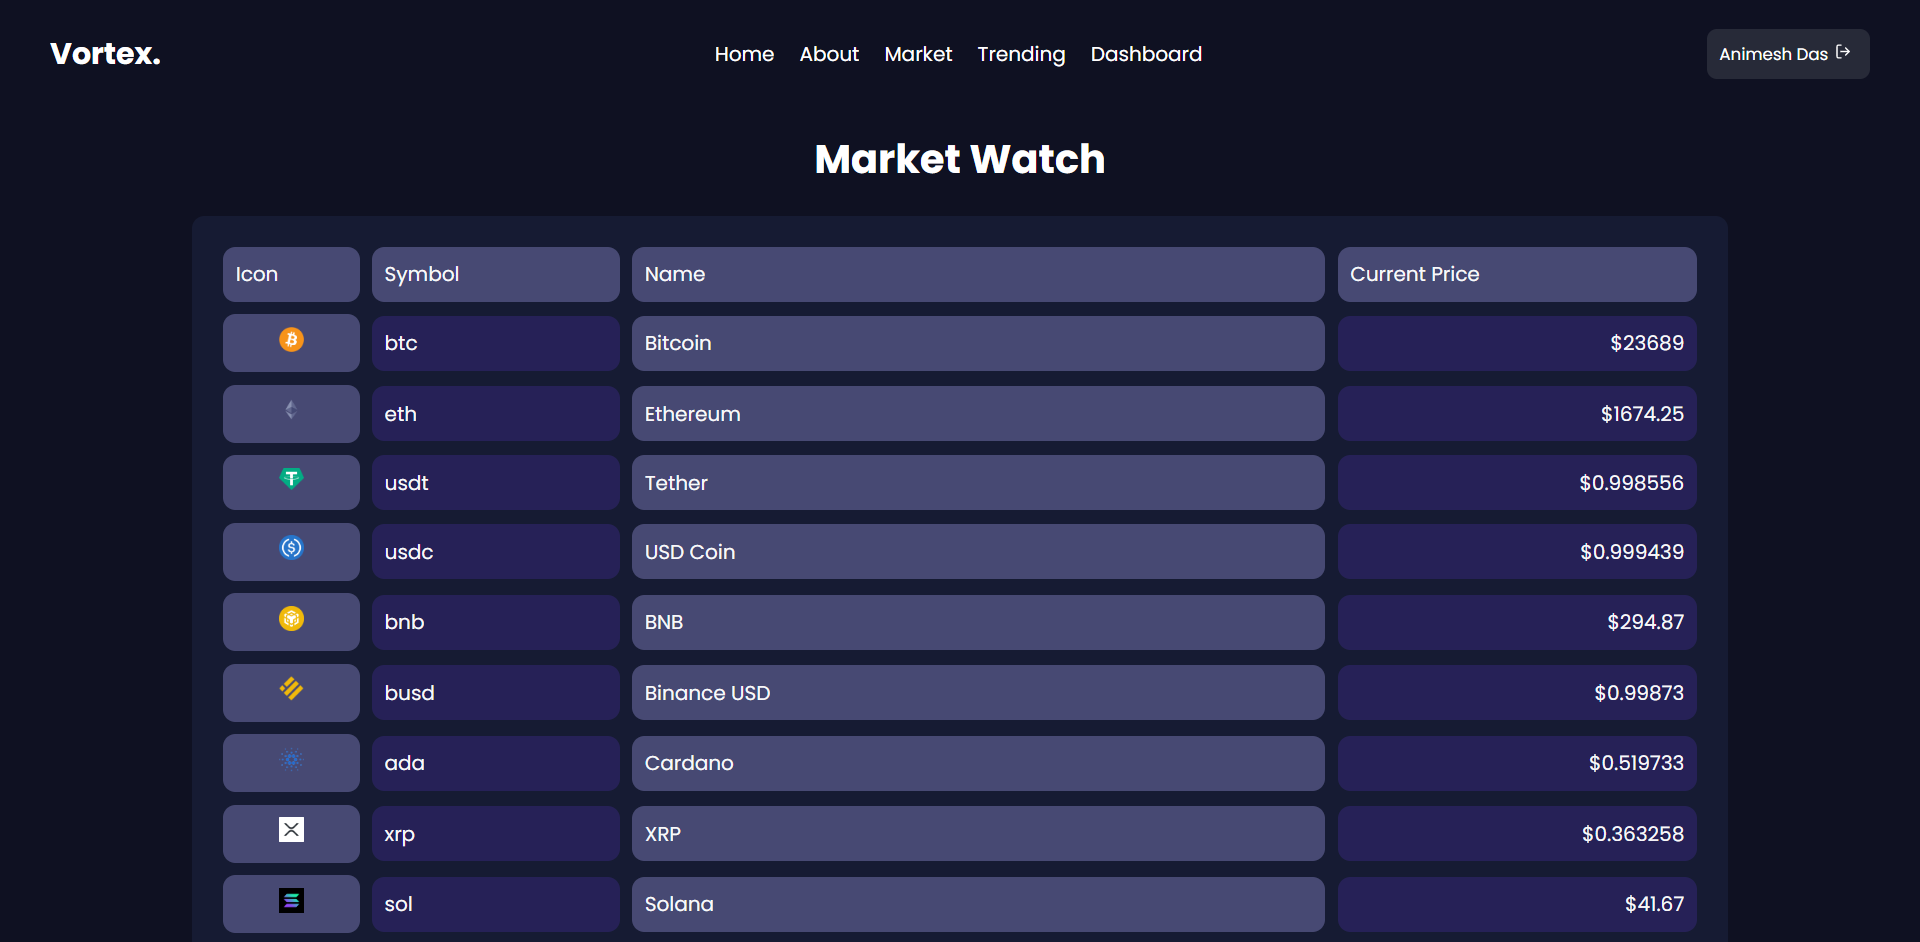 Vortex.
Home About Market Trending Dashboard
Animesh Das
Market Watch
Icon Symbol Name Current Price
btc Bitcoin $23689
eth Ethereum $1674.25
usdt Tether $0.998556
usdc USD Coin $0.999439
bnb BNB $294.87
busd Binance USD $0.99873
ada Cardano $0.519733
xrp XRP $0.363258
sol Solana $41.67